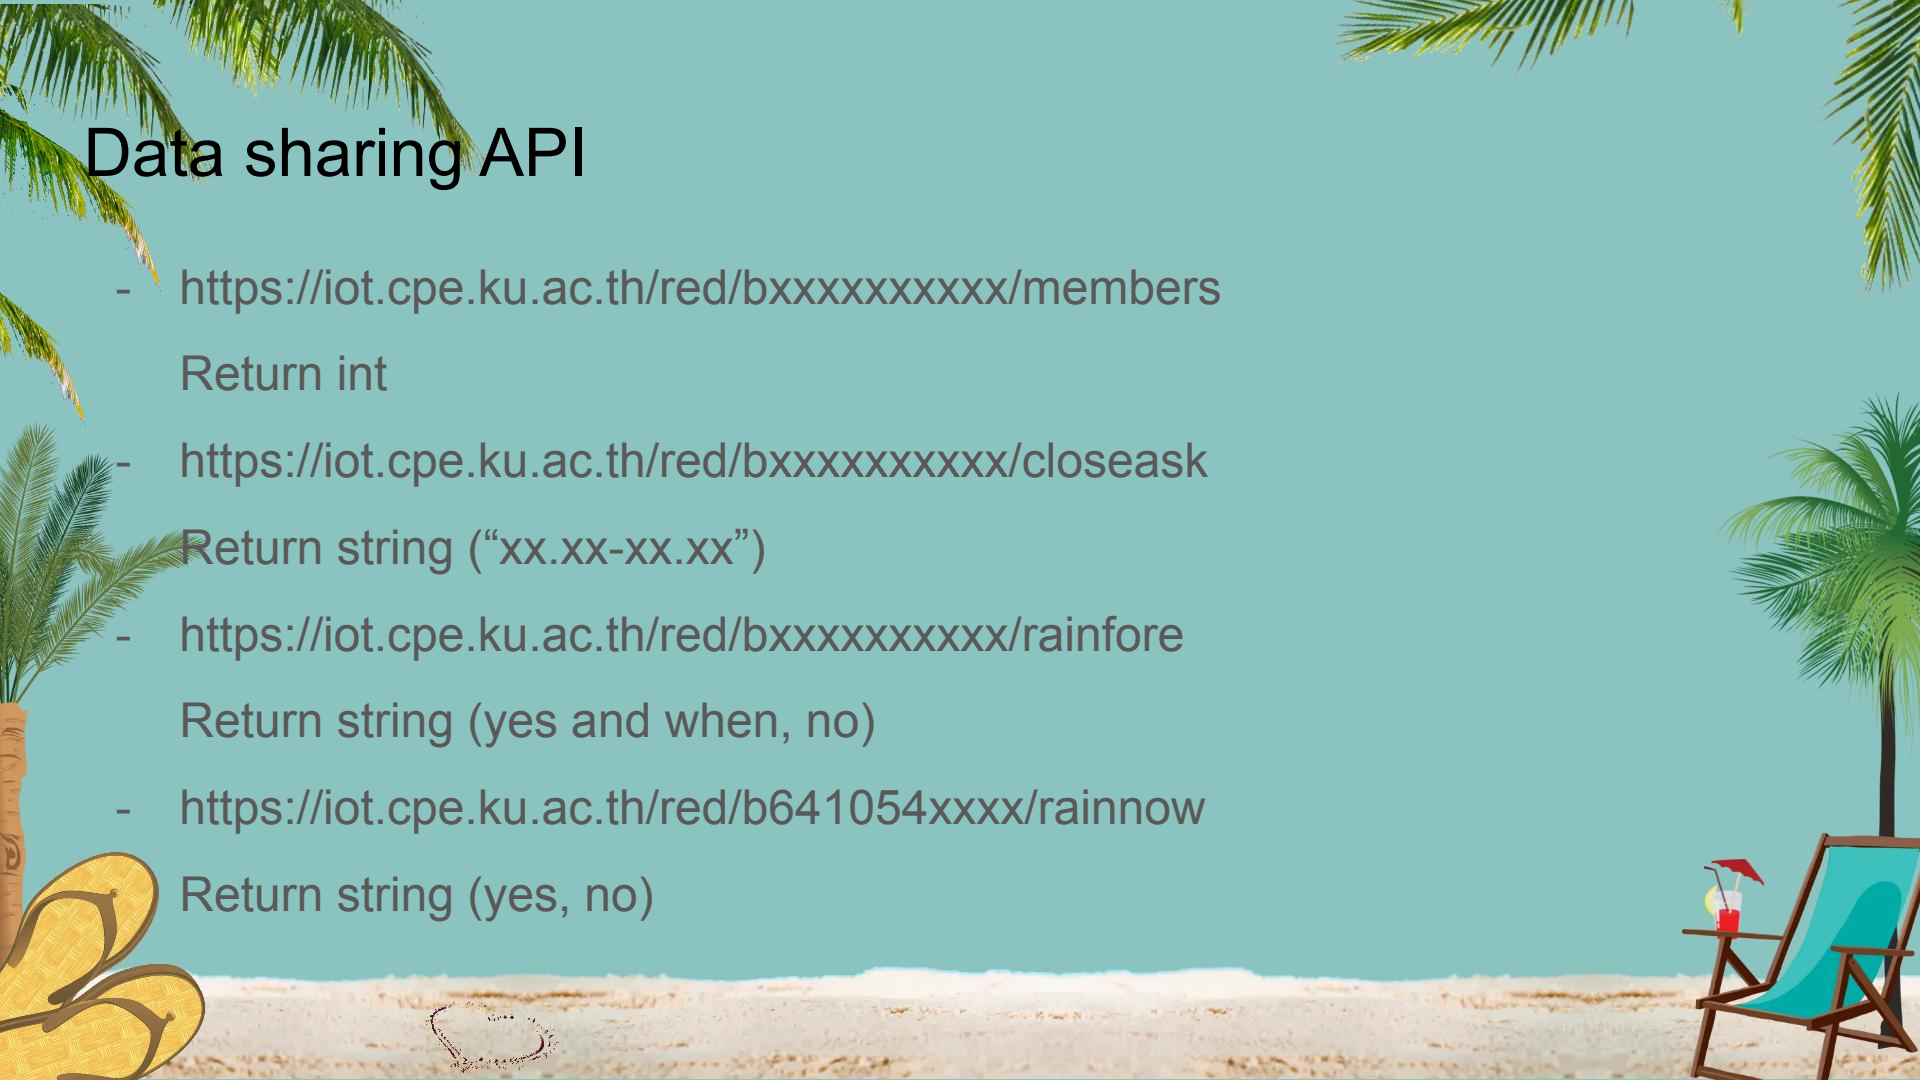 Data sharing API
- https://iot.cpe.ku.ac.th/red/bxxxxxxxxxx/members
Return int
- https://iot.cpe.ku.ac.th/red/bxxxxxxxxxx/closeask
Return string (“xx.xx-xx.xx”)
- https://iot.cpe.ku.ac.th/red/bxxxxxxxxxx/rainfore
Return string (yes and when, no)
- https://iot.cpe.ku.ac.th/red/b641054xxxx/rainnow
Return string (yes, no)